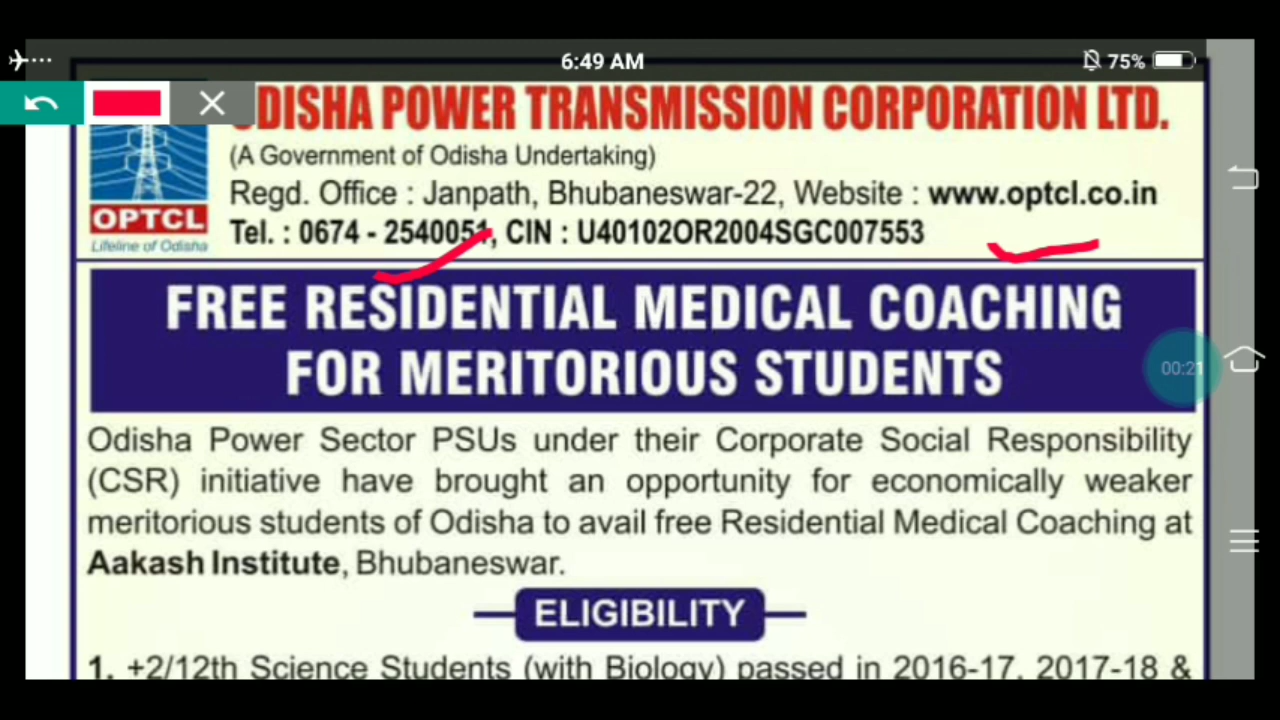 6:49 AM
75%
ODISHA POWER TRANSMISSION CORPORATION LTD.
(A Government of Odisha Undertaking)
Regd. Office : Janpath, Bhubaneswar-22, Website : www.optcl.co.in
OPTCL
Lifeline of Odisha
Tel. : 0674 - 2540051, CIN : U40102OR2004SGC007553
FREE RESIDENTIAL MEDICAL COACHING
FOR MERITORIOUS STUDENTS
00:21
Odisha Power Sector PSUs under their Corporate Social Responsibility
(CSR) initiative have brought an opportunity for economically weaker
meritorious students of Odisha to avail free Residential Medical Coaching at
Aakash Institute, Bhubaneswar.
ELIGIBILITY
1. +2/12th Science Students (with Biology) passed in 2016-17, 2017-18 &